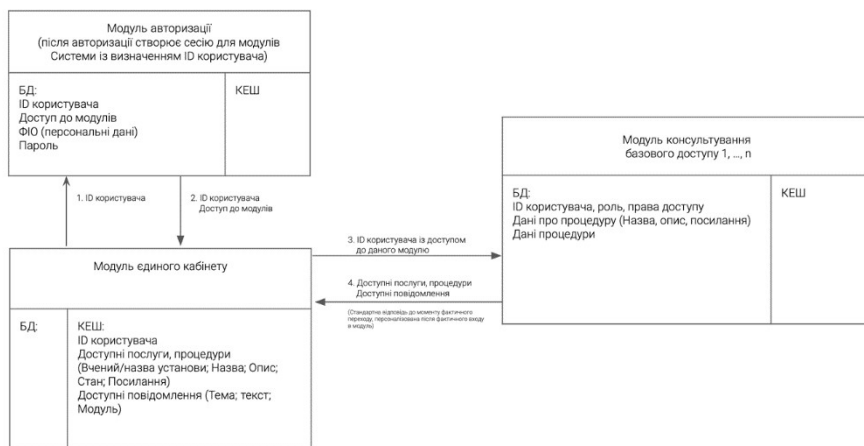 Модуль авторизації
(після авторизації створює сесію для модулів
Системи із визначенням ID користувача)
БД:
ID користувача
Доступ до модулів
ФІО (персональні дані)
Пароль
КЕШ
1. ID користувача
2. ID користувача
Доступ до модулів
Модуль єдиного кабінету
БД:
КЕШ:
ID користувача
Доступні послуги, процедури
(Вчений/назва установи; Назва; Опис;
Стан; Посилання)
Доступні повідомлення (Тема; текст;
Модуль)
3. ID користувача із доступом
до даного модулю
4. Доступні послуги, процедури
Доступні повідомлення
(Стандартна відповідь до моменту фактичного
переходу, персоналізована після фактичного входу
в модуль)
Модуль консультування
базового доступу 1, ..., n
БД:
ID користувача, роль, права доступу
Дані про процедуру (Назва, опис, посилання)
Дані процедури
КЕШ